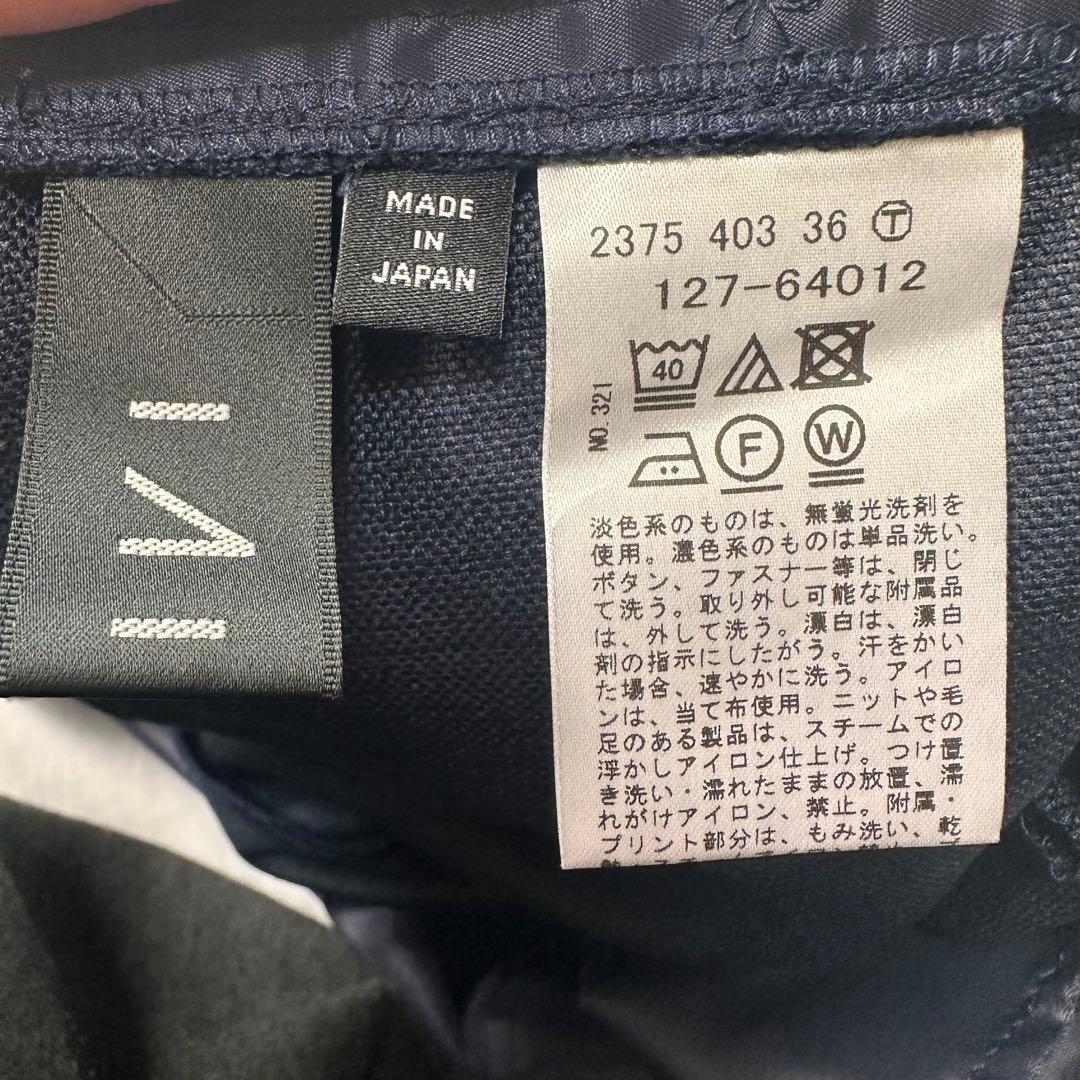 MADE
IN
JAPAN
2375 403 36 Ⓣ
127-64012
40
NO.321
F
W
淡色系のものは、無蛍光洗剤を
使用。濃色系のものは単品洗い。
ボタン、ファスナー等は、閉じ
て洗う。取り外し可能な附属品
は、外して洗う。漂白は、漂白
剤の指示にしたがう。汗をかい
た場合、速やかに洗う。アイロ
ンは、当て布使用。ニットや毛
足のある製品は、スチームでの
浮かしアイロン仕上げ。つけ置
き洗い・濡れたままの放置、濡
れがけアイロン、禁止。附属・
プリント部分は、もみ洗い、乾